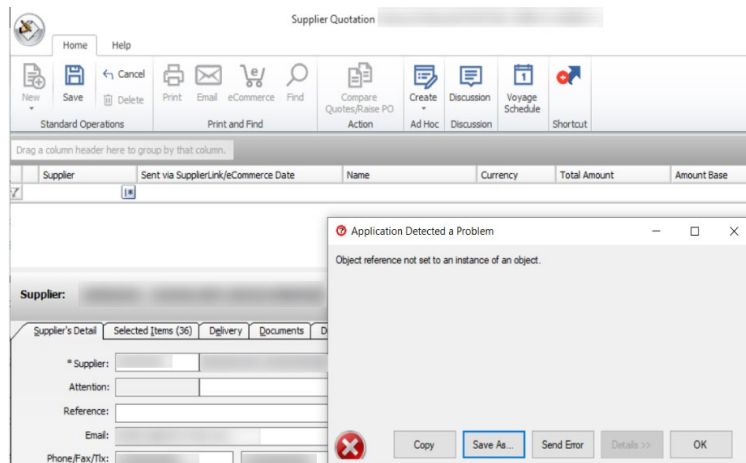 Supplier Quotation
Home Help
New
Save
Cancel
Delete
Print
Email
eCommerce
Find
Compare
Quotes/Raise PO
Create
Discussion
Voyage
Schedule
Standard Operations
Print and Find
Action
Ad Hoc
Discussion
Shortcut
Drag a column header here to group by that column.
Supplier Sent via SupplierLink/eCommerce Date Name Currency Total Amount Amount Base
Application Detected a Problem
Object reference not set to an instance of an object.
Supplier:
Supplier's Detail Selected Items (36) Delivery Documents D
* Supplier:
Attention:
Reference:
Email:
Phone/Fax/Tlx:
Copy Save As... Send Error Details >> OK